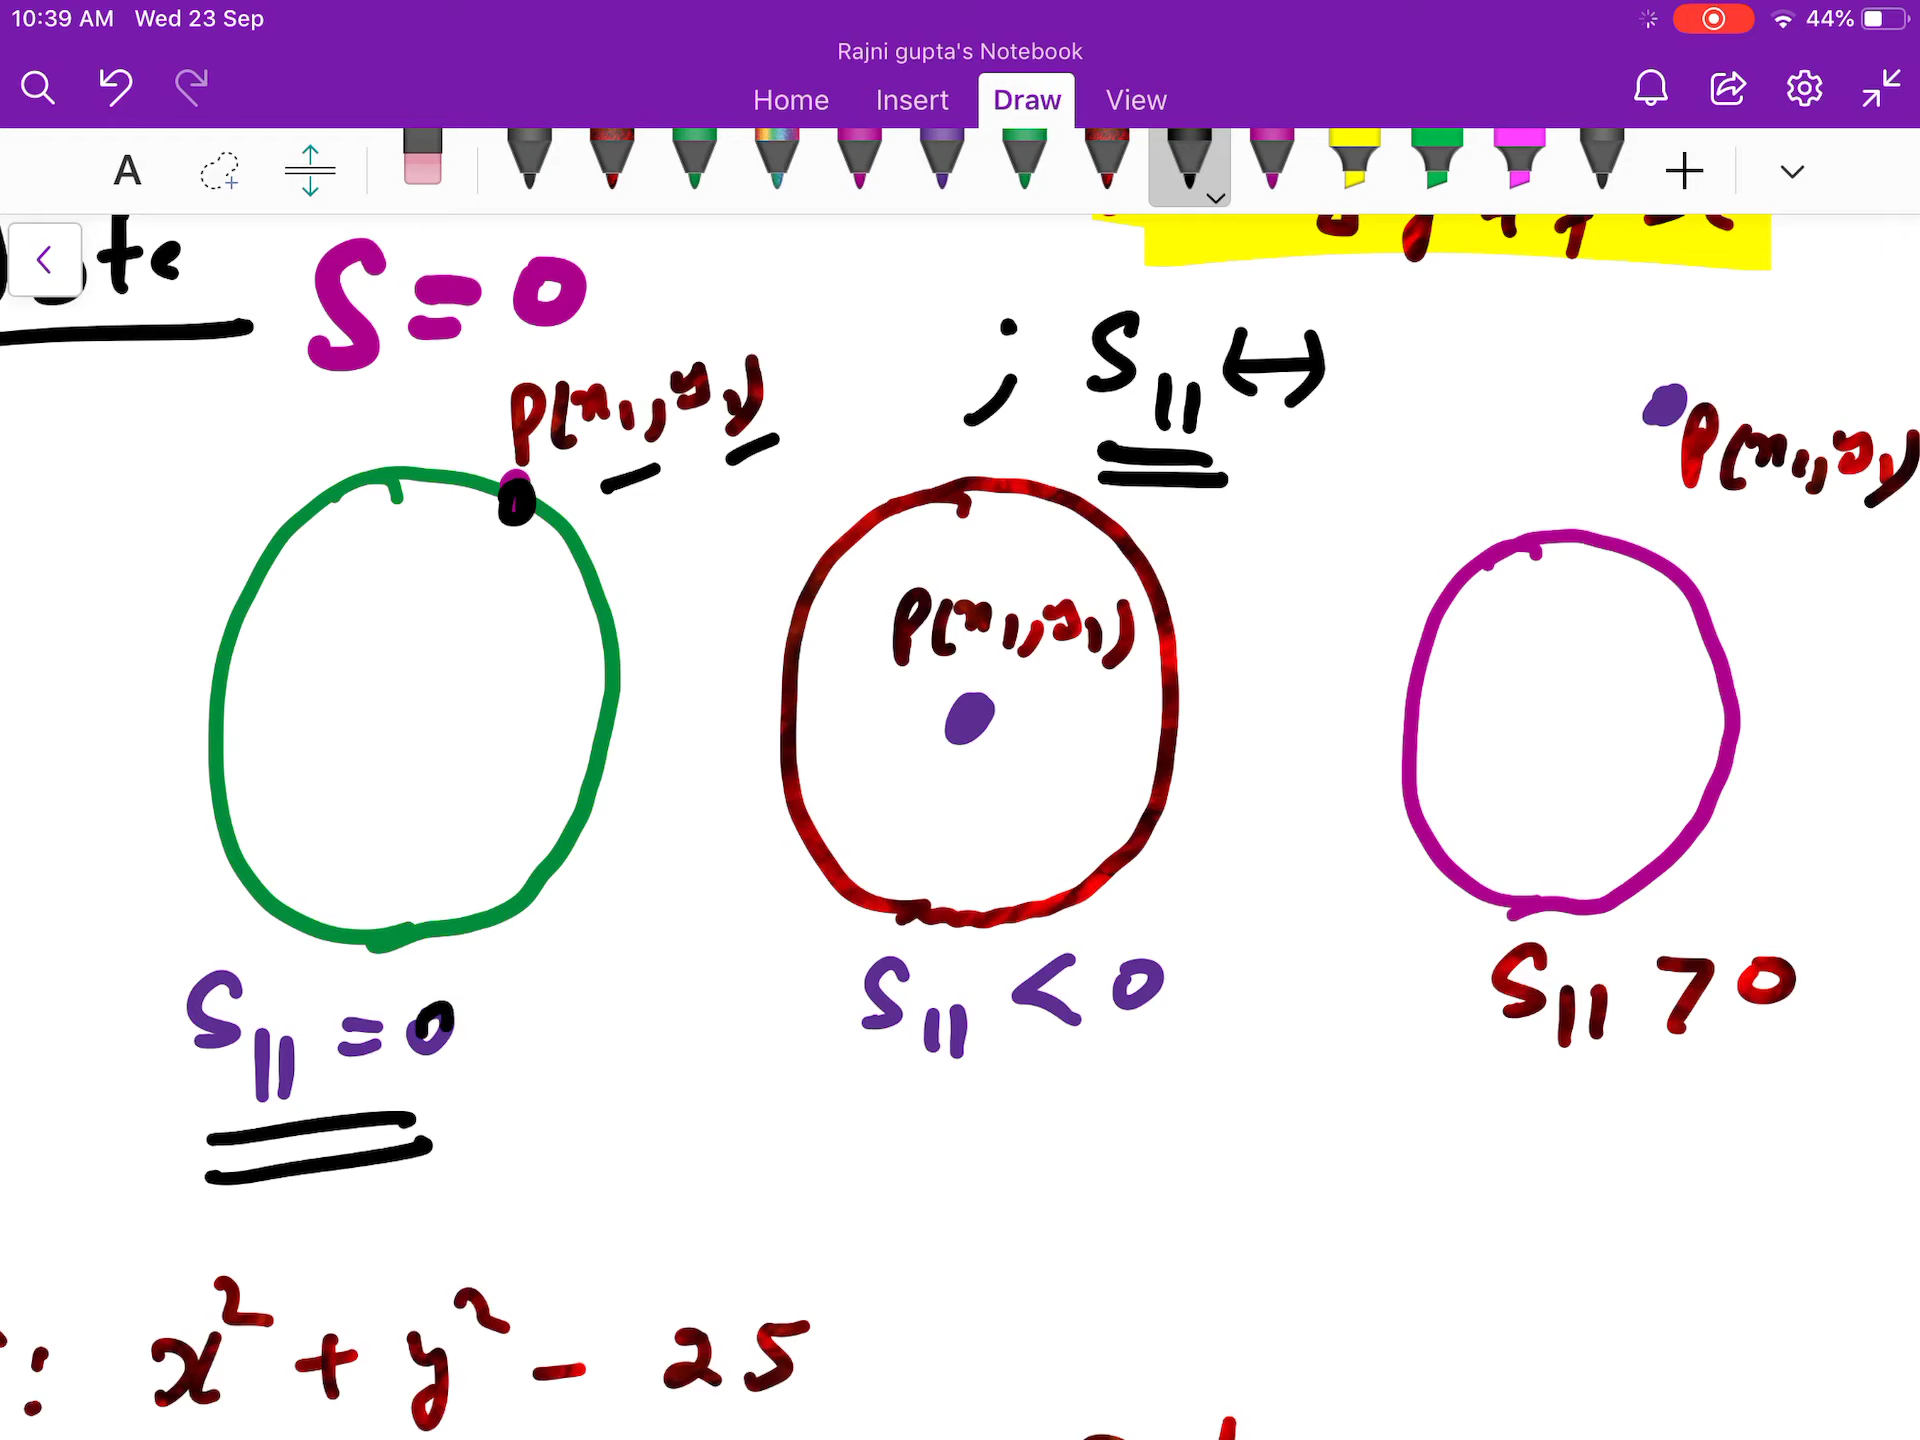 10:39 AM Wed 23 Sep
44%
Rajni gupta's Notebook
Home Insert Draw View
A
S=0
; S₁₁ ↔
P(x₁,y₁)
P(x₁,y₁)
P(x₁,y₁)
S₁₁ = 0
S₁₁ < 0
S₁₁ > 0
: x² + y² - 25